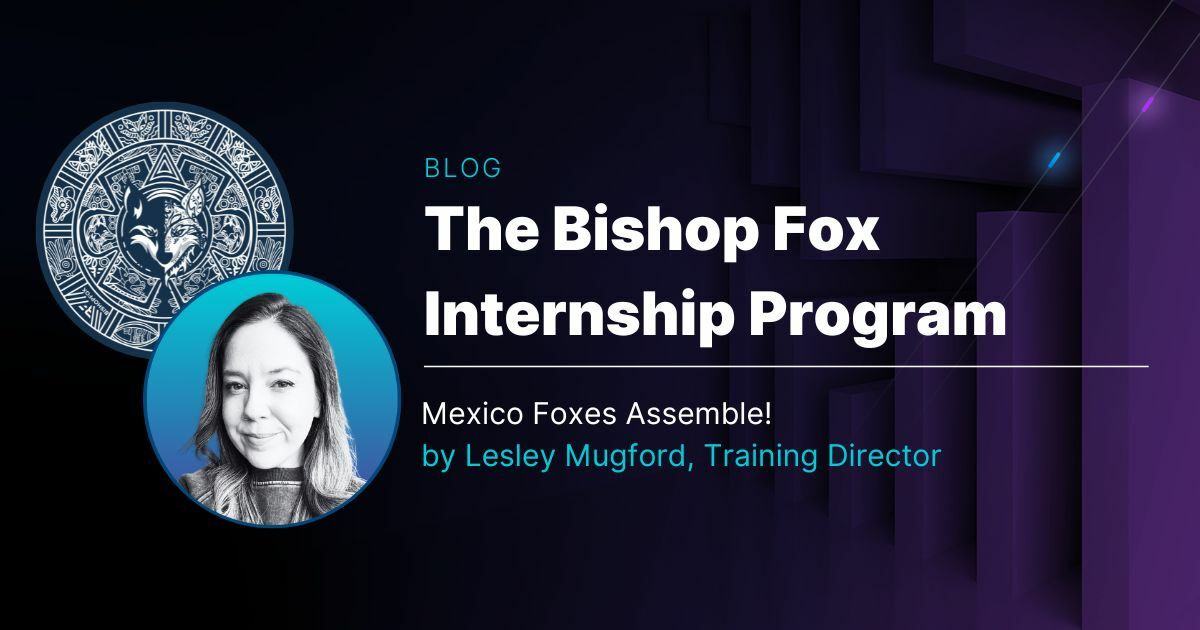 BLOG
The Bishop Fox
Internship Program
Mexico Foxes Assemble!
by Lesley Mugford, Training Director